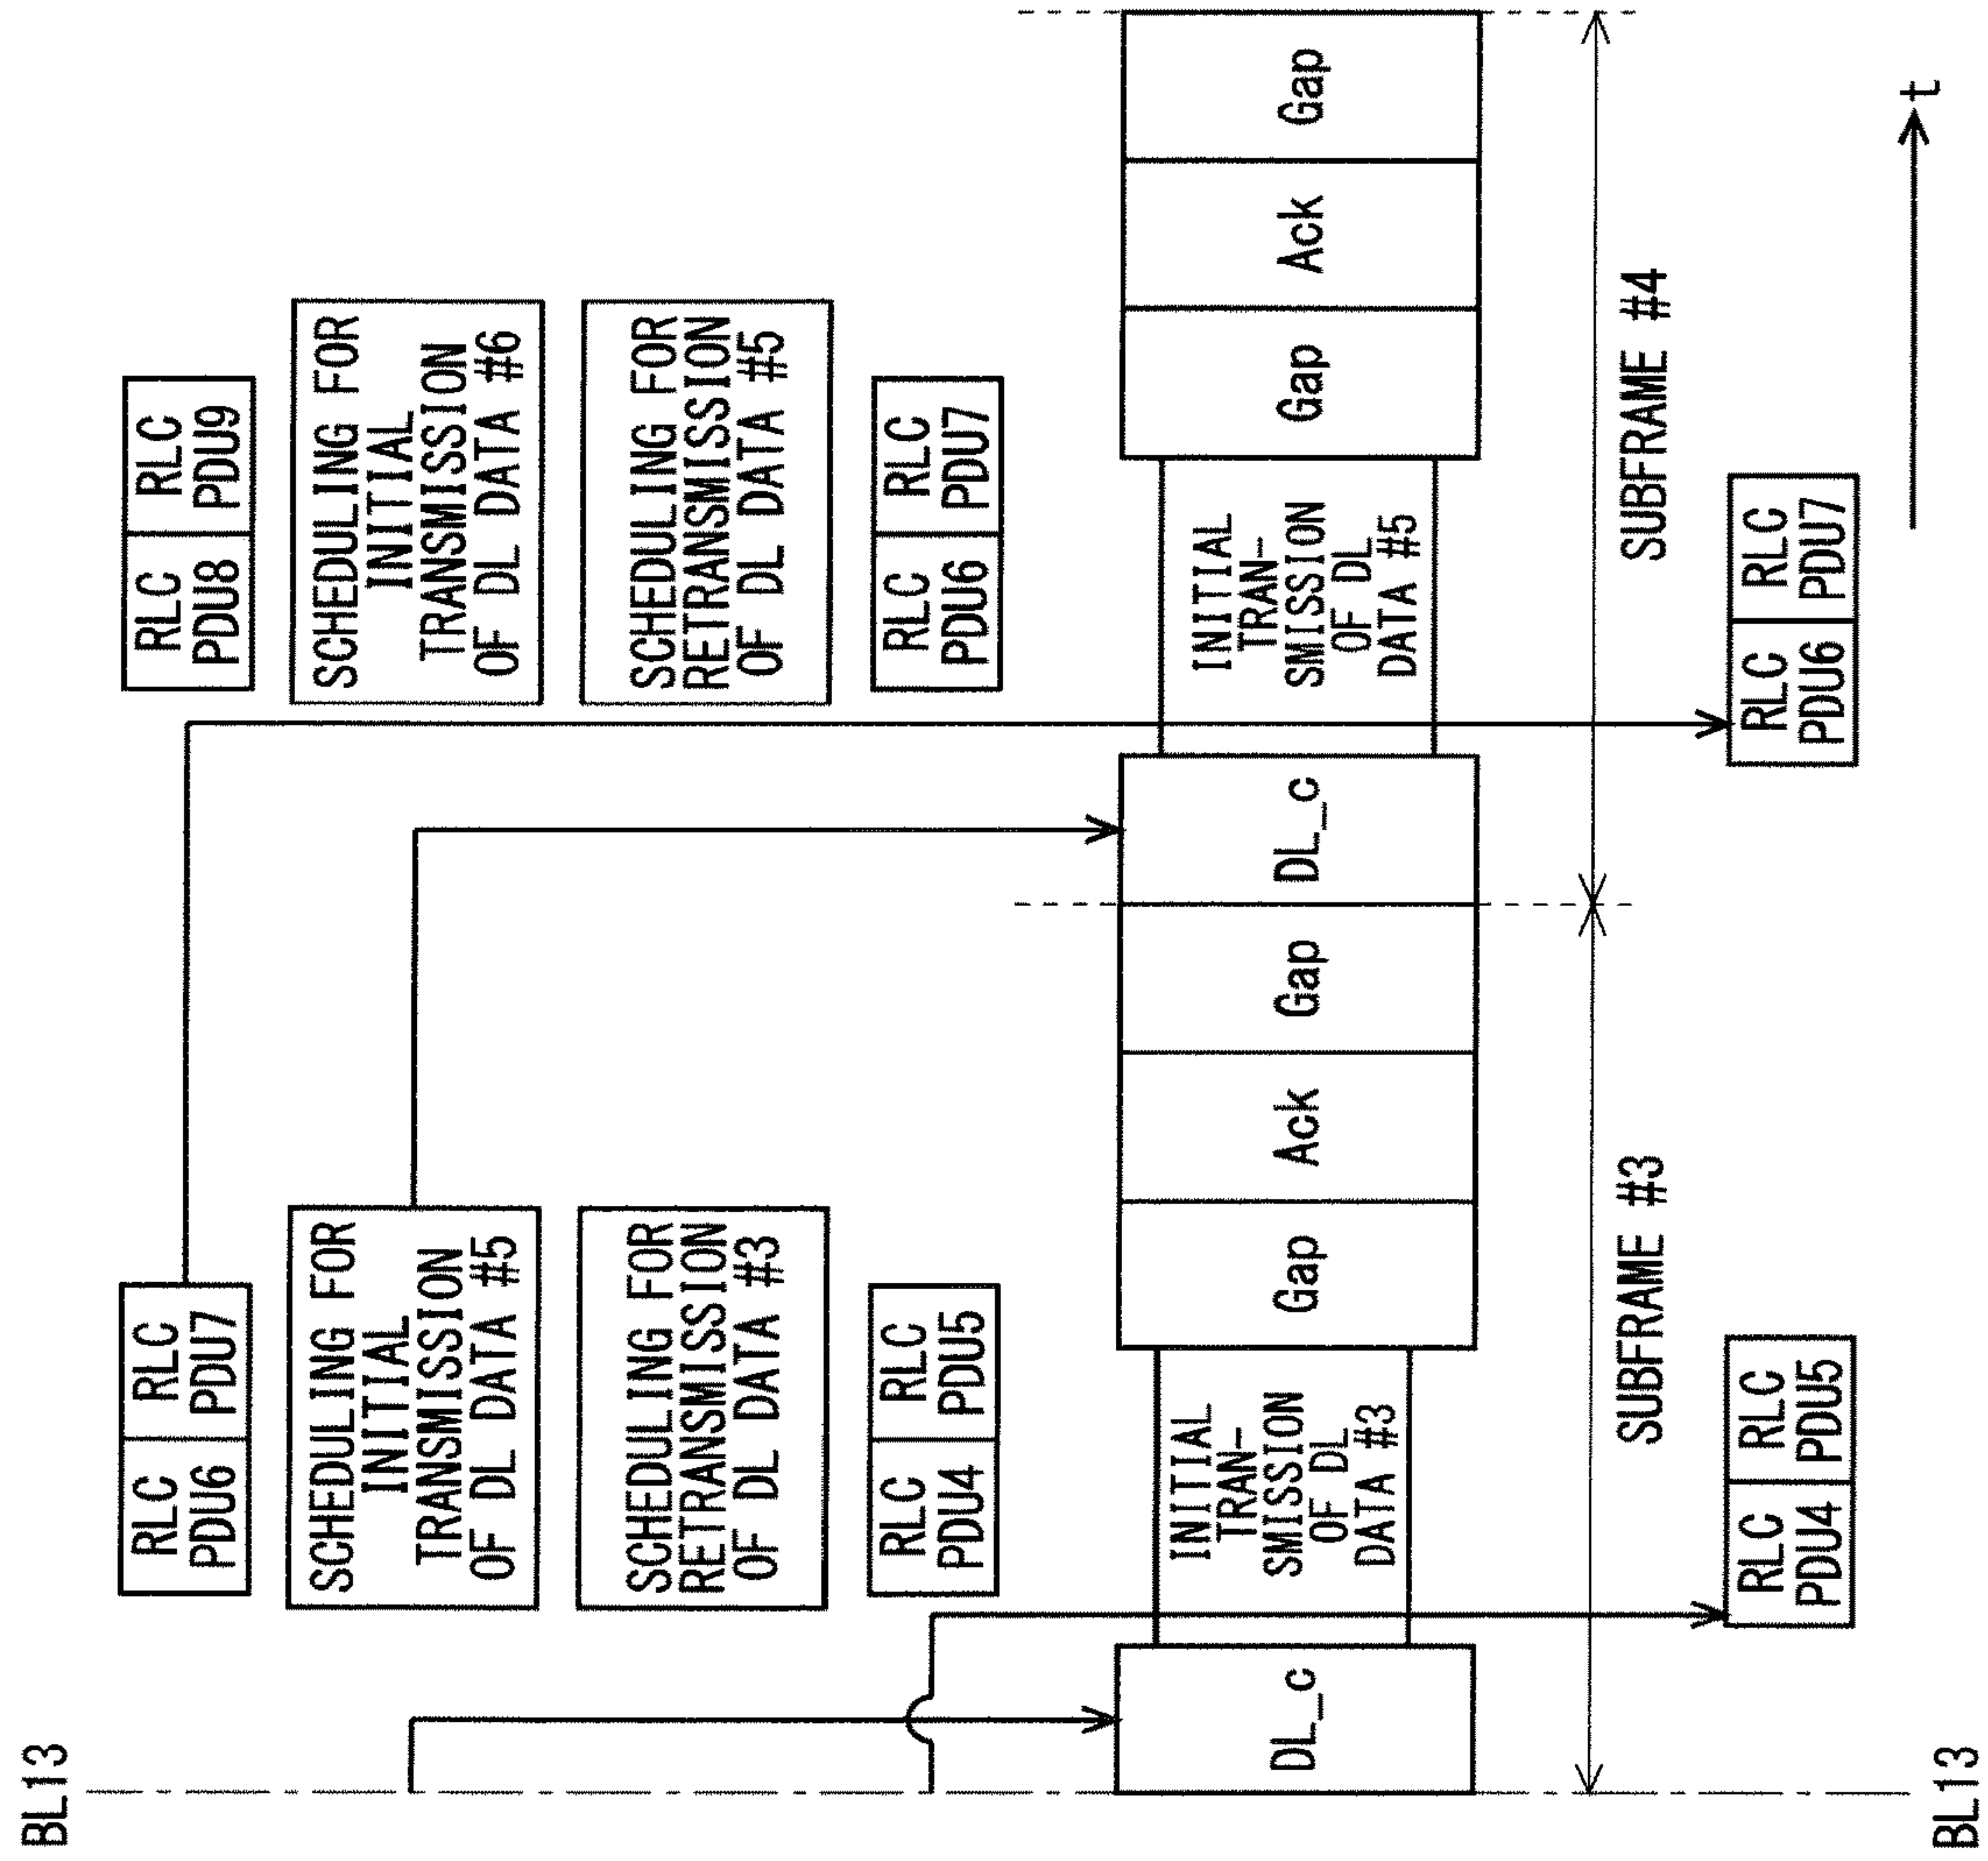 BL13
RLC
PDU6
RLC
PDU7
RLC
PDU8
RLC
PDU9
SCHEDULING FOR
INITIAL
TRANSMISSION
OF DL DATA #5
SCHEDULING FOR
INITIAL
TRANSMISSION
OF DL DATA #6
SCHEDULING FOR
RETRANSMISSION
OF DL DATA #3
SCHEDULING FOR
RETRANSMISSION
OF DL DATA #5
RLC
PDU4
RLC
PDU5
RLC
PDU6
RLC
PDU7
DL_c
INITIAL
TRAN-
SMISSION
OF DL
DATA #3
Gap
Ack
Gap
DL_c
INITIAL
TRAN-
SMISSION
OF DL
DATA #5
Gap
Ack
Gap
SUBFRAME #3
SUBFRAME #4
RLC
PDU4
RLC
PDU5
RLC
PDU6
RLC
PDU7
t
BL13